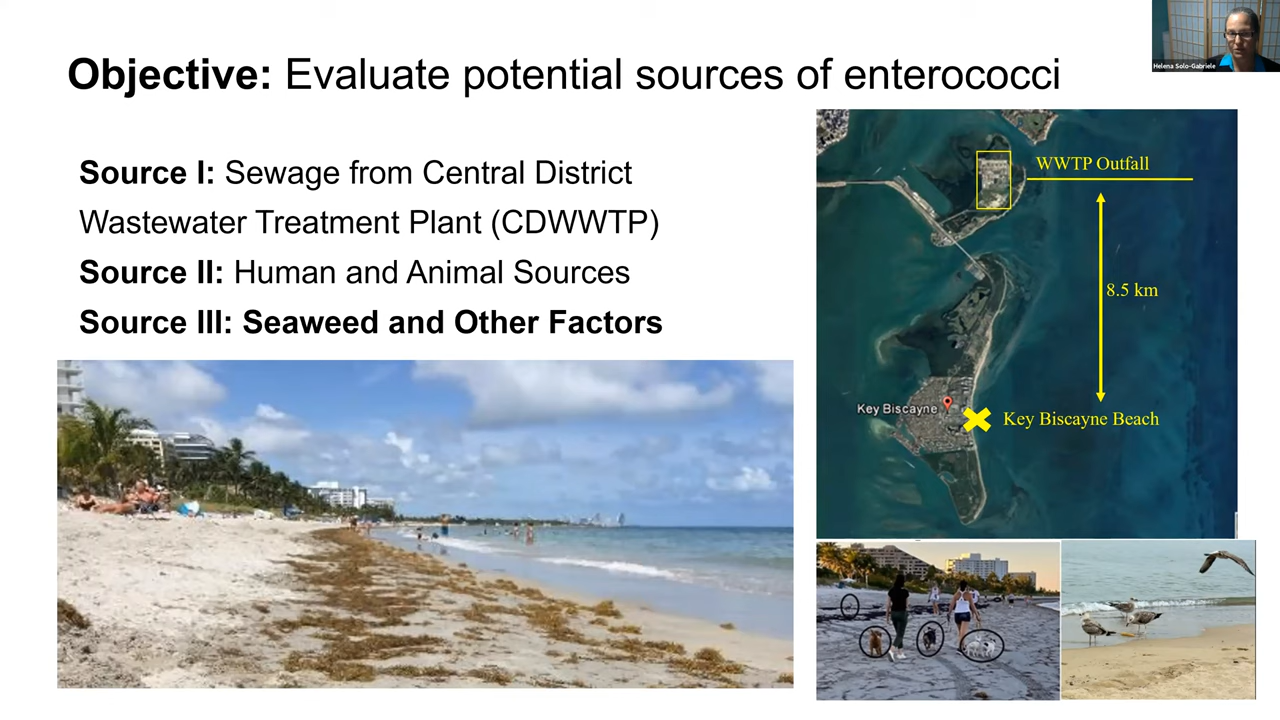 Objective: Evaluate potential sources of enterococci
Helena Solo-Gabriele
Source I: Sewage from Central District
Wastewater Treatment Plant (CDWWTP)
Source II: Human and Animal Sources
Source III: Seaweed and Other Factors
WWTP Outfall
8.5 km
Key Biscayne
Key Biscayne Beach